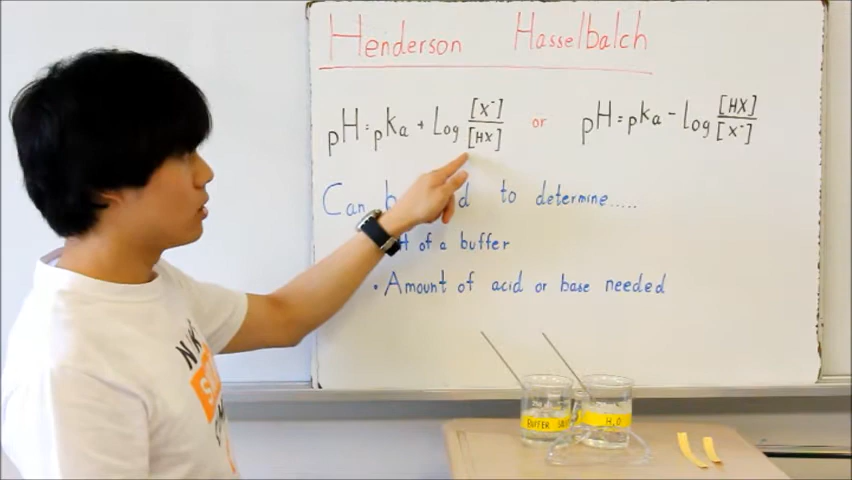 Henderson Hasselbalch
pH = pKa + Log [X⁻]/[HX] or pH = pKa - Log [HX]/[X⁻]
Can to determine.....
of a buffer
• Amount of acid or base needed
BUFFER
H₂O